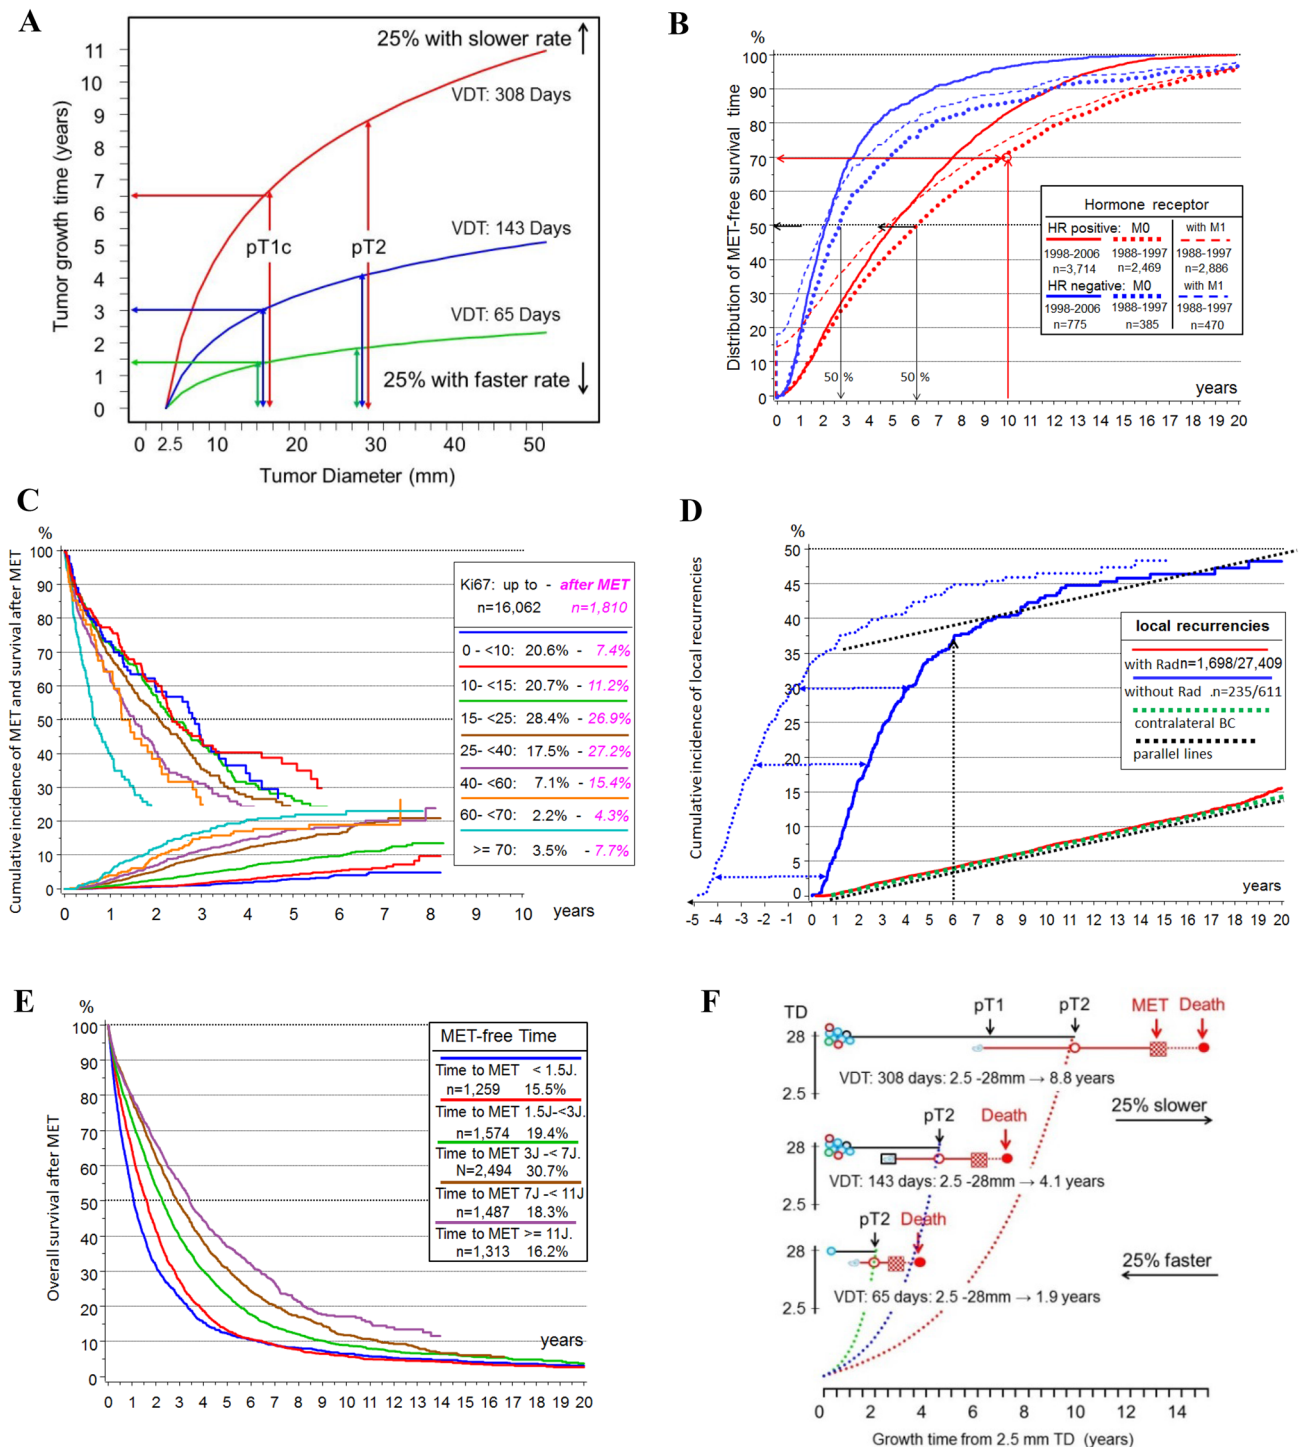 A
25% with slower rate
VDT: 308 Days
VDT: 143 Days
VDT: 65 Days
25% with faster rate
pT1c
pT2
Tumor growth time (years)
11
10
9
8
7
6
5
4
3
2
1
0
0 2.5 10 20 30 40 50
Tumor Diameter (mm)
B
%
Distribution of MET-free survival time
100
90
80
70
60
50
40
30
20
10
0
50 %
50 %
Hormone receptor
HR positive: M0 with M1
1998-2006 1988-1997 1988-1997
n=3,714 n=2,469 n=2,886
HR negative: M0 with M1
1998-2006 1988-1997 1988-1997
n=775 n=385 n=470
years
0 1 2 3 4 5 6 7 8 9 10 11 12 13 14 15 16 17 18 19 20
C
%
Cumulative incidence of MET and survival after MET
100
90
80
70
60
50
40
30
20
10
0
Ki67: up to - after MET
n=16,062 n=1,810
0 - <10: 20.6% - 7.4%
10- <15: 20.7% - 11.2%
15- <25: 28.4% - 26.9%
25- <40: 17.5% - 27.2%
40- <60: 7.1% - 15.4%
60- <70: 2.2% - 4.3%
>= 70: 3.5% - 7.7%
0 1 2 3 4 5 6 7 8 9 10
years
D
%
Cumulative incidence of local recurrencies
50
45
40
35
30
25
20
15
10
5
0
local recurrencies
with Radn=1,698/27,409
without Rad .n=235/611
contralateral BC
parallel lines
years
-5 -4 -3 -2 -1 0 1 2 3 4 5 6 7 8 9 10 11 12 13 14 15 16 17 18 19 20
E
%
Overall survival after MET
100
90
80
70
60
50
40
30
20
10
0
MET-free Time
Time to MET < 1.5J.
n=1,259 15.5%
Time to MET 1.5J-<3J.
n=1,574 19.4%
Time to MET 3J -< 7J.
N=2,494 30.7%
Time to MET 7J -< 11J
n=1,487 18.3%
Time to MET >= 11J.
n=1,313 16.2%
years
0 1 2 3 4 5 6 7 8 9 10 11 12 13 14 15 16 17 18 19 20
F
TD
pT1 pT2 MET Death
28
VDT: 308 days: 2.5 -28mm → 8.8 years
2.5
25% slower
pT2 Death
28
VDT: 143 days: 2.5 -28mm → 4.1 years
2.5
pT2 Death
28
25% faster
VDT: 65 days: 2.5 -28mm → 1.9 years
2.5
0 2 4 6 8 10 12 14
Growth time from 2.5 mm TD (years)